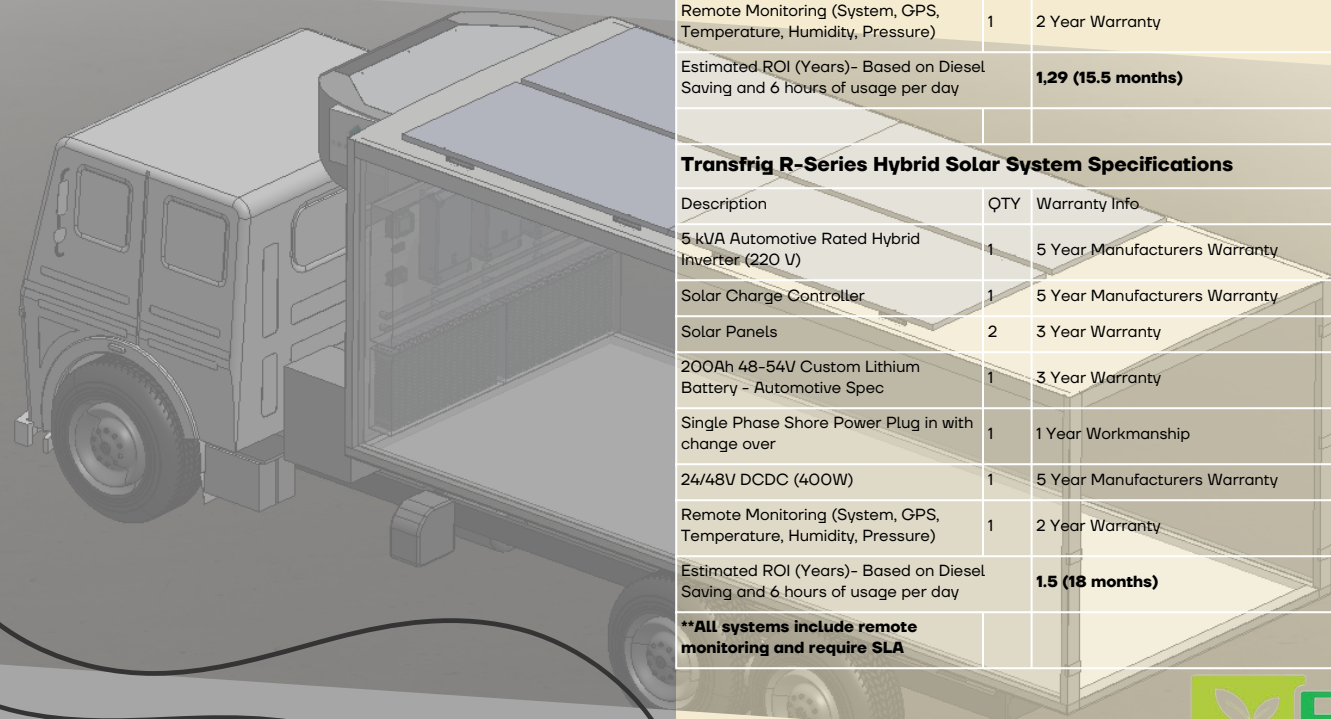 Remote Monitoring (System, GPS,
Temperature, Humidity, Pressure)
1
2 Year Warranty
Estimated ROI (Years)- Based on Diesel
Saving and 6 hours of usage per day
1,29 (15.5 months)
Transfrig R-Series Hybrid Solar System Specifications
Description
QTY
Warranty Info
5 kVA Automotive Rated Hybrid
Inverter (220 V)
1
5 Year Manufacturers Warranty
Solar Charge Controller
1
5 Year Manufacturers Warranty
Solar Panels
2
3 Year Warranty
200Ah 48-54V Custom Lithium
Battery - Automotive Spec
1
3 Year Warranty
Single Phase Shore Power Plug in with
change over
1
1 Year Workmanship
24/48V DCDC (400W)
1
5 Year Manufacturers Warranty
Remote Monitoring (System, GPS,
Temperature, Humidity, Pressure)
1
2 Year Warranty
Estimated ROI (Years)- Based on Diesel
Saving and 6 hours of usage per day
1.5 (18 months)
**All systems include remote
monitoring and require SLA